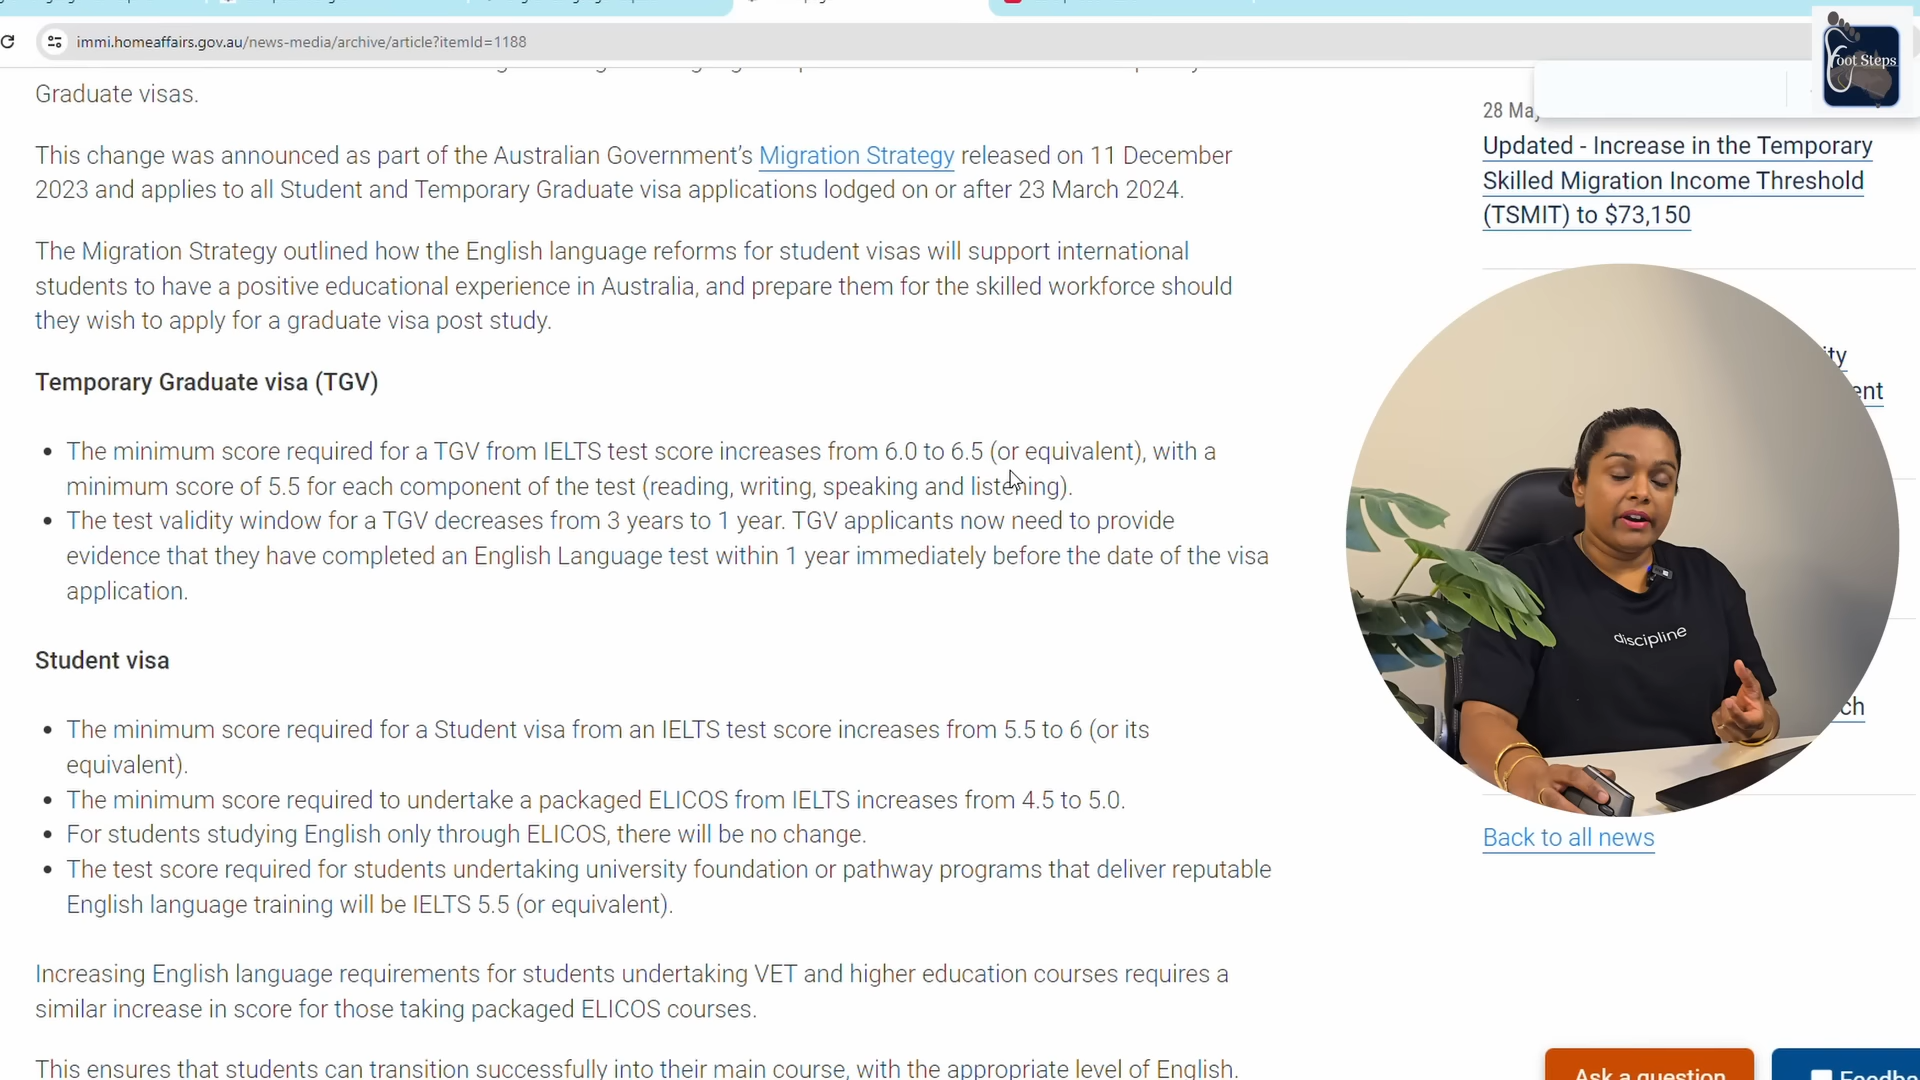 immi.homeaffairs.gov.au/news-media/archive/article?itemId=1188
Foot Steps
Graduate visas.
This change was announced as part of the Australian Government's Migration Strategy released on 11 December
2023 and applies to all Student and Temporary Graduate visa applications lodged on or after 23 March 2024.
The Migration Strategy outlined how the English language reforms for student visas will support international
students to have a positive educational experience in Australia, and prepare them for the skilled workforce should
they wish to apply for a graduate visa post study.
Temporary Graduate visa (TGV)
• The minimum score required for a TGV from IELTS test score increases from 6.0 to 6.5 (or equivalent), with a
minimum score of 5.5 for each component of the test (reading, writing, speaking and listening).
• The test validity window for a TGV decreases from 3 years to 1 year. TGV applicants now need to provide
evidence that they have completed an English Language test within 1 year immediately before the date of the visa
application.
Student visa
• The minimum score required for a Student visa from an IELTS test score increases from 5.5 to 6 (or its
equivalent).
• The minimum score required to undertake a packaged ELICOS from IELTS increases from 4.5 to 5.0.
• For students studying English only through ELICOS, there will be no change.
• The test score required for students undertaking university foundation or pathway programs that deliver reputable
English language training will be IELTS 5.5 (or equivalent).
Increasing English language requirements for students undertaking VET and higher education courses requires a
similar increase in score for those taking packaged ELICOS courses.
This ensures that students can transition successfully into their main course, with the appropriate level of English.
28 May
Updated - Increase in the Temporary
Skilled Migration Income Threshold
(TSMIT) to $73,150
ity
ent
discipline
ch
Back to all news
Ask a question
Feedba